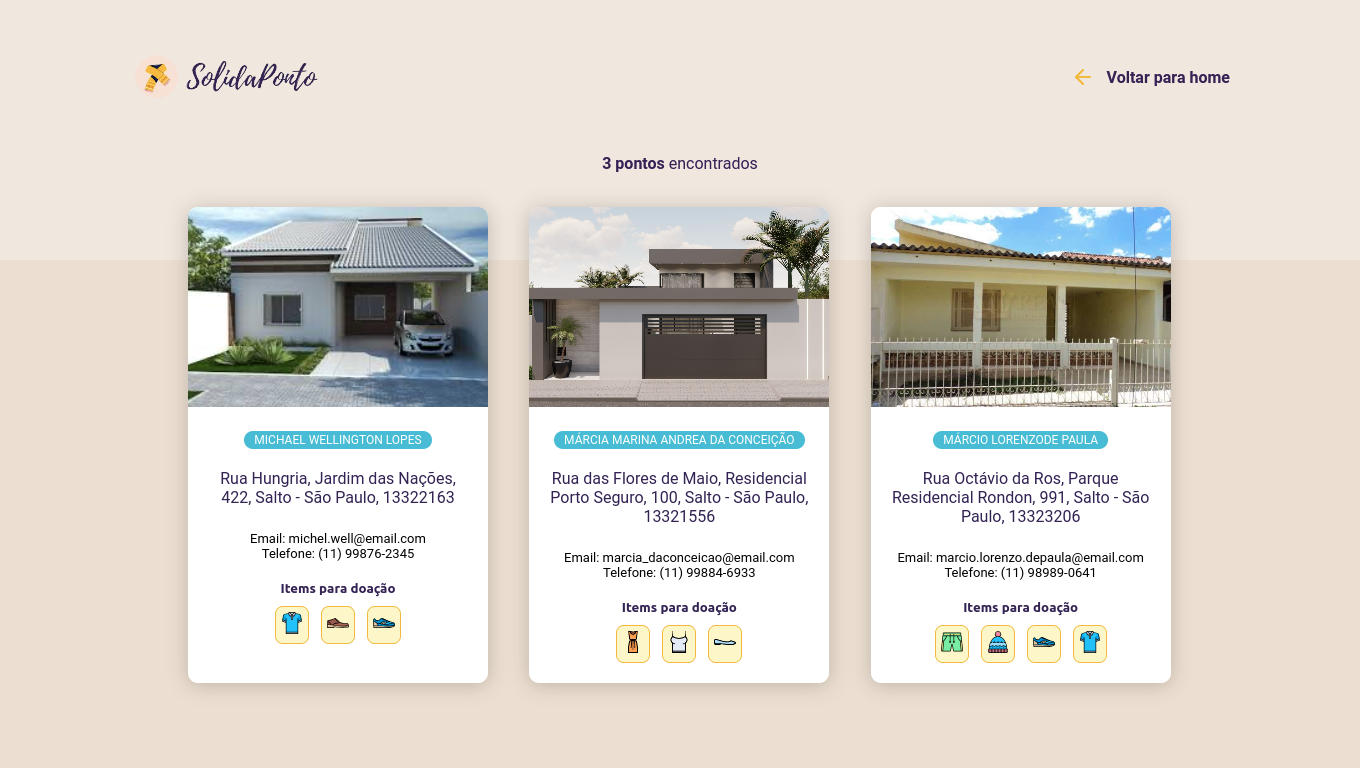 SolidaPonto
Voltar para home
3 pontos encontrados
MICHAEL WELLINGTON LOPES
Rua Hungria, Jardim das Nações,
422, Salto - São Paulo, 13322163
Email: michel.well@email.com
Telefone: (11) 99876-2345
Items para doação
MÁRCIA MARINA ANDREA DA CONCEIÇÃO
Rua das Flores de Maio, Residencial
Porto Seguro, 100, Salto - São Paulo,
13321556
Email: marcia_daconceicao@email.com
Telefone: (11) 99884-6933
Items para doação
MÁRCIO LORENZODE PAULA
Rua Octávio da Ros, Parque
Residencial Rondon, 991, Salto - São
Paulo, 13323206
Email: marcio.lorenzo.depaula@email.com
Telefone: (11) 98989-0641
Items para doação